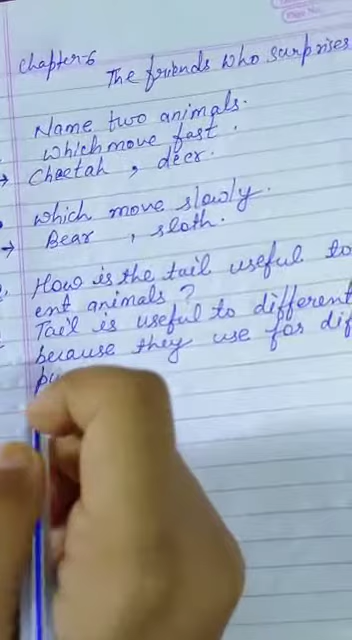 chapter-6
The friends who surprises
Name two animals.
which move fast.
→ Cheetah, deer.
which move slowly.
→ Bear, sloth.
How is the tail useful to
ent animals?
Tail is useful to different
because they use for dif